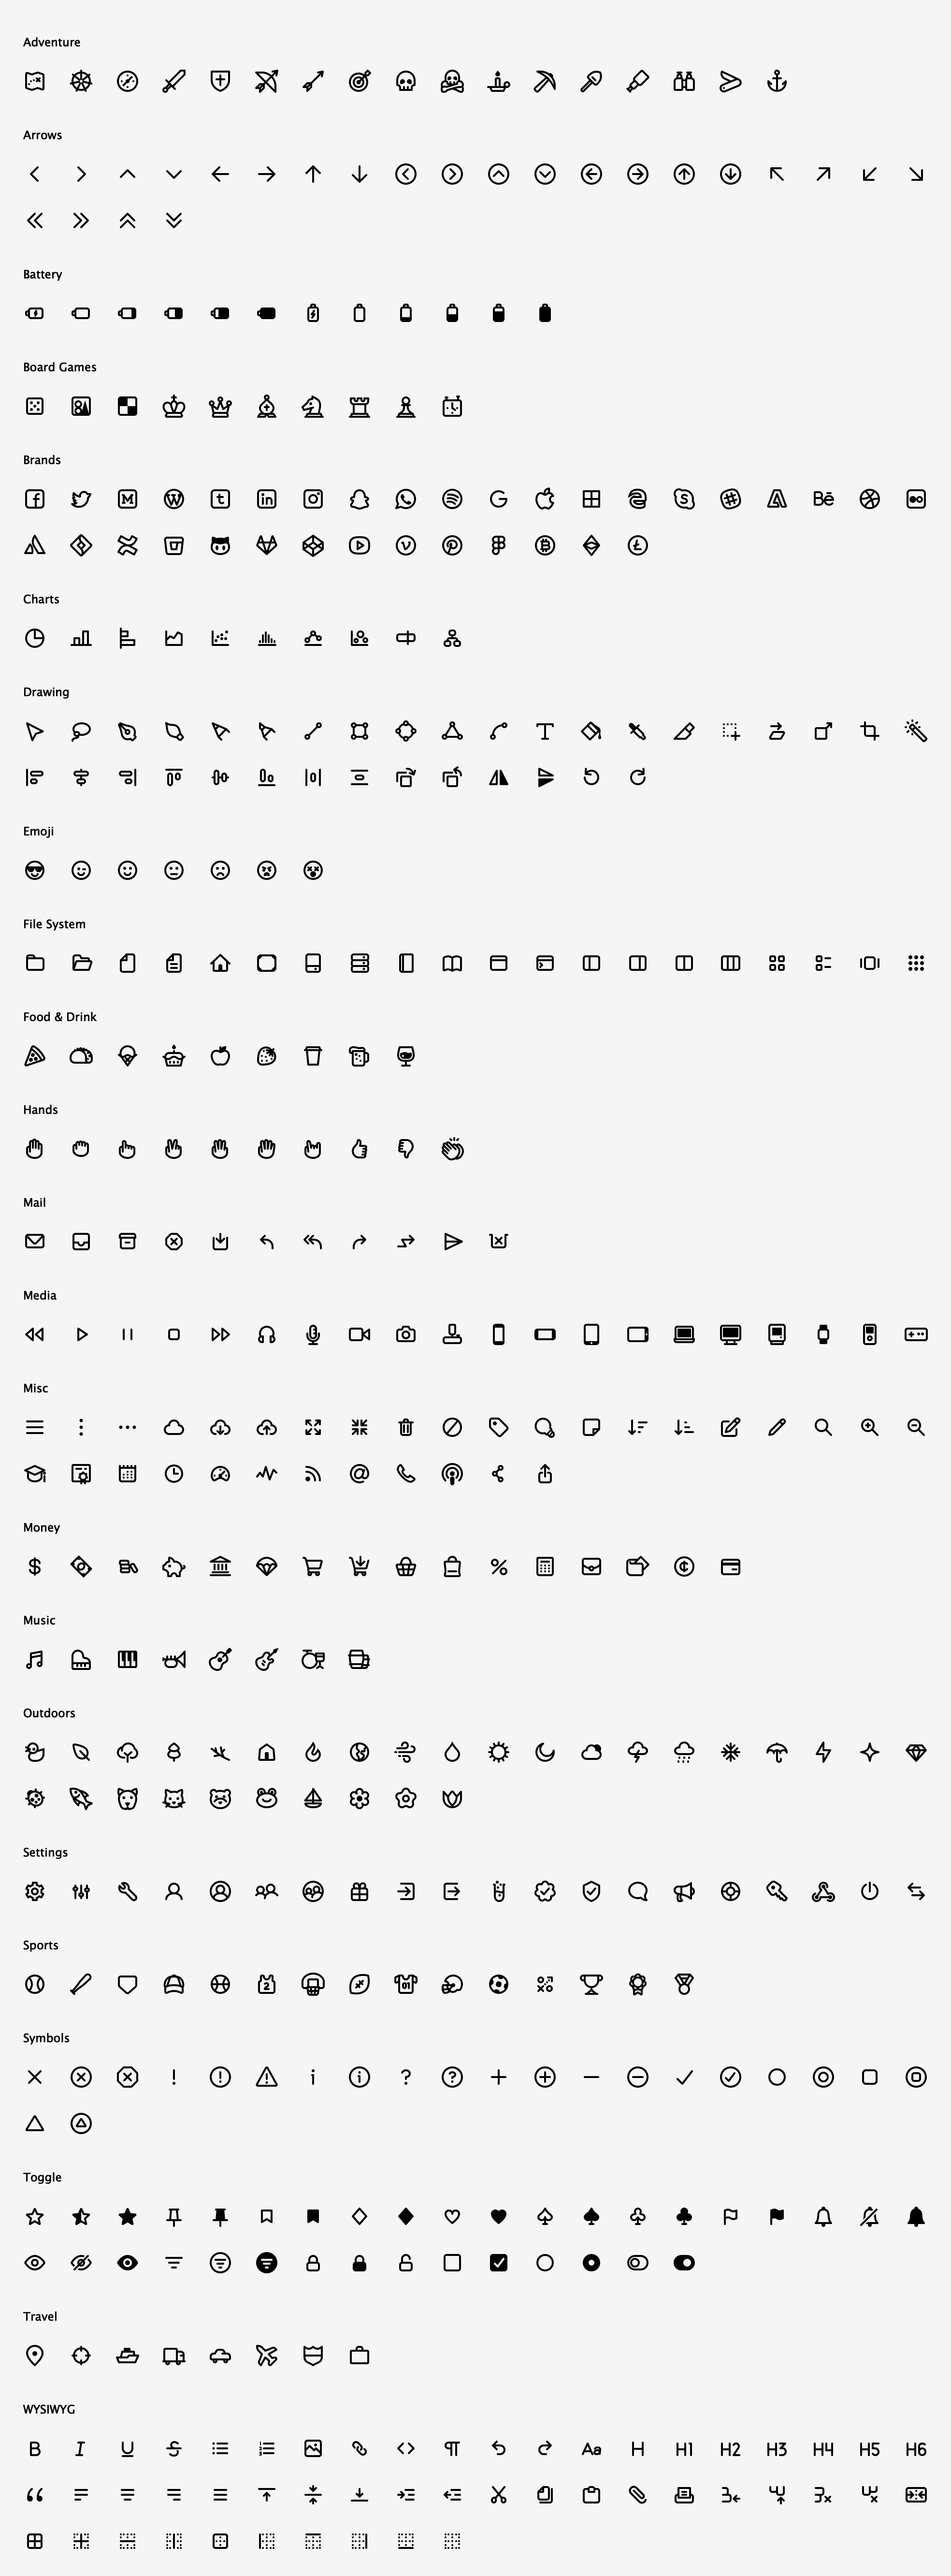 Adventure
Arrows
Battery
Board Games
Brands
Charts
Drawing
Emoji
File System
Food & Drink
Hands
Mail
Media
Misc
Money
Music
Outdoors
Settings
Sports
Symbols
Toggle
Travel
WYSIWYG
B I U S Aa H H1 H2 H3 H4 H5 H6